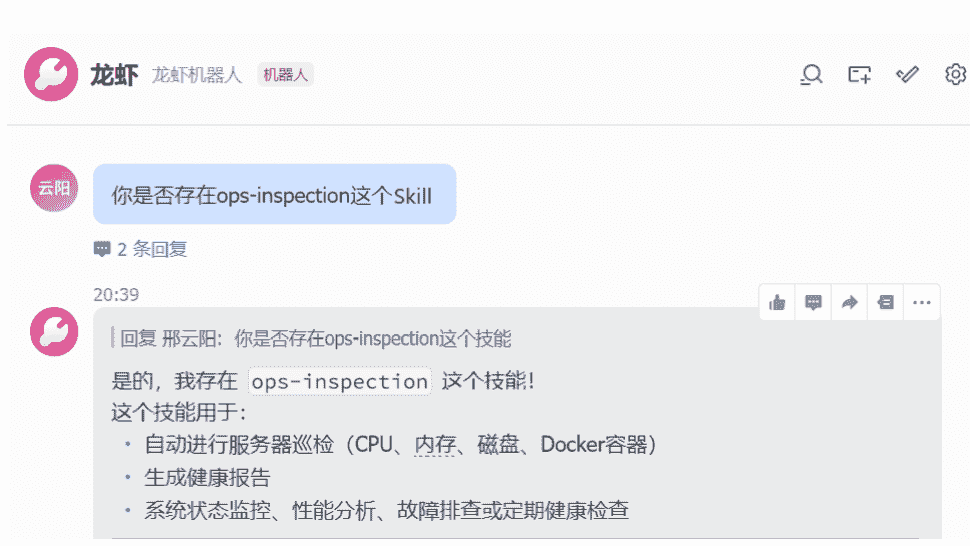 龙虾 龙虾机器人 机器人
云阳
你是否存在ops-inspection这个Skill
2 条回复
20:39
回复 邢云阳：你是否存在ops-inspection这个技能
是的，我存在 ops-inspection 这个技能！
这个技能用于：
· 自动进行服务器巡检（CPU、内存、磁盘、Docker容器）
· 生成健康报告
· 系统状态监控、性能分析、故障排查或定期健康检查